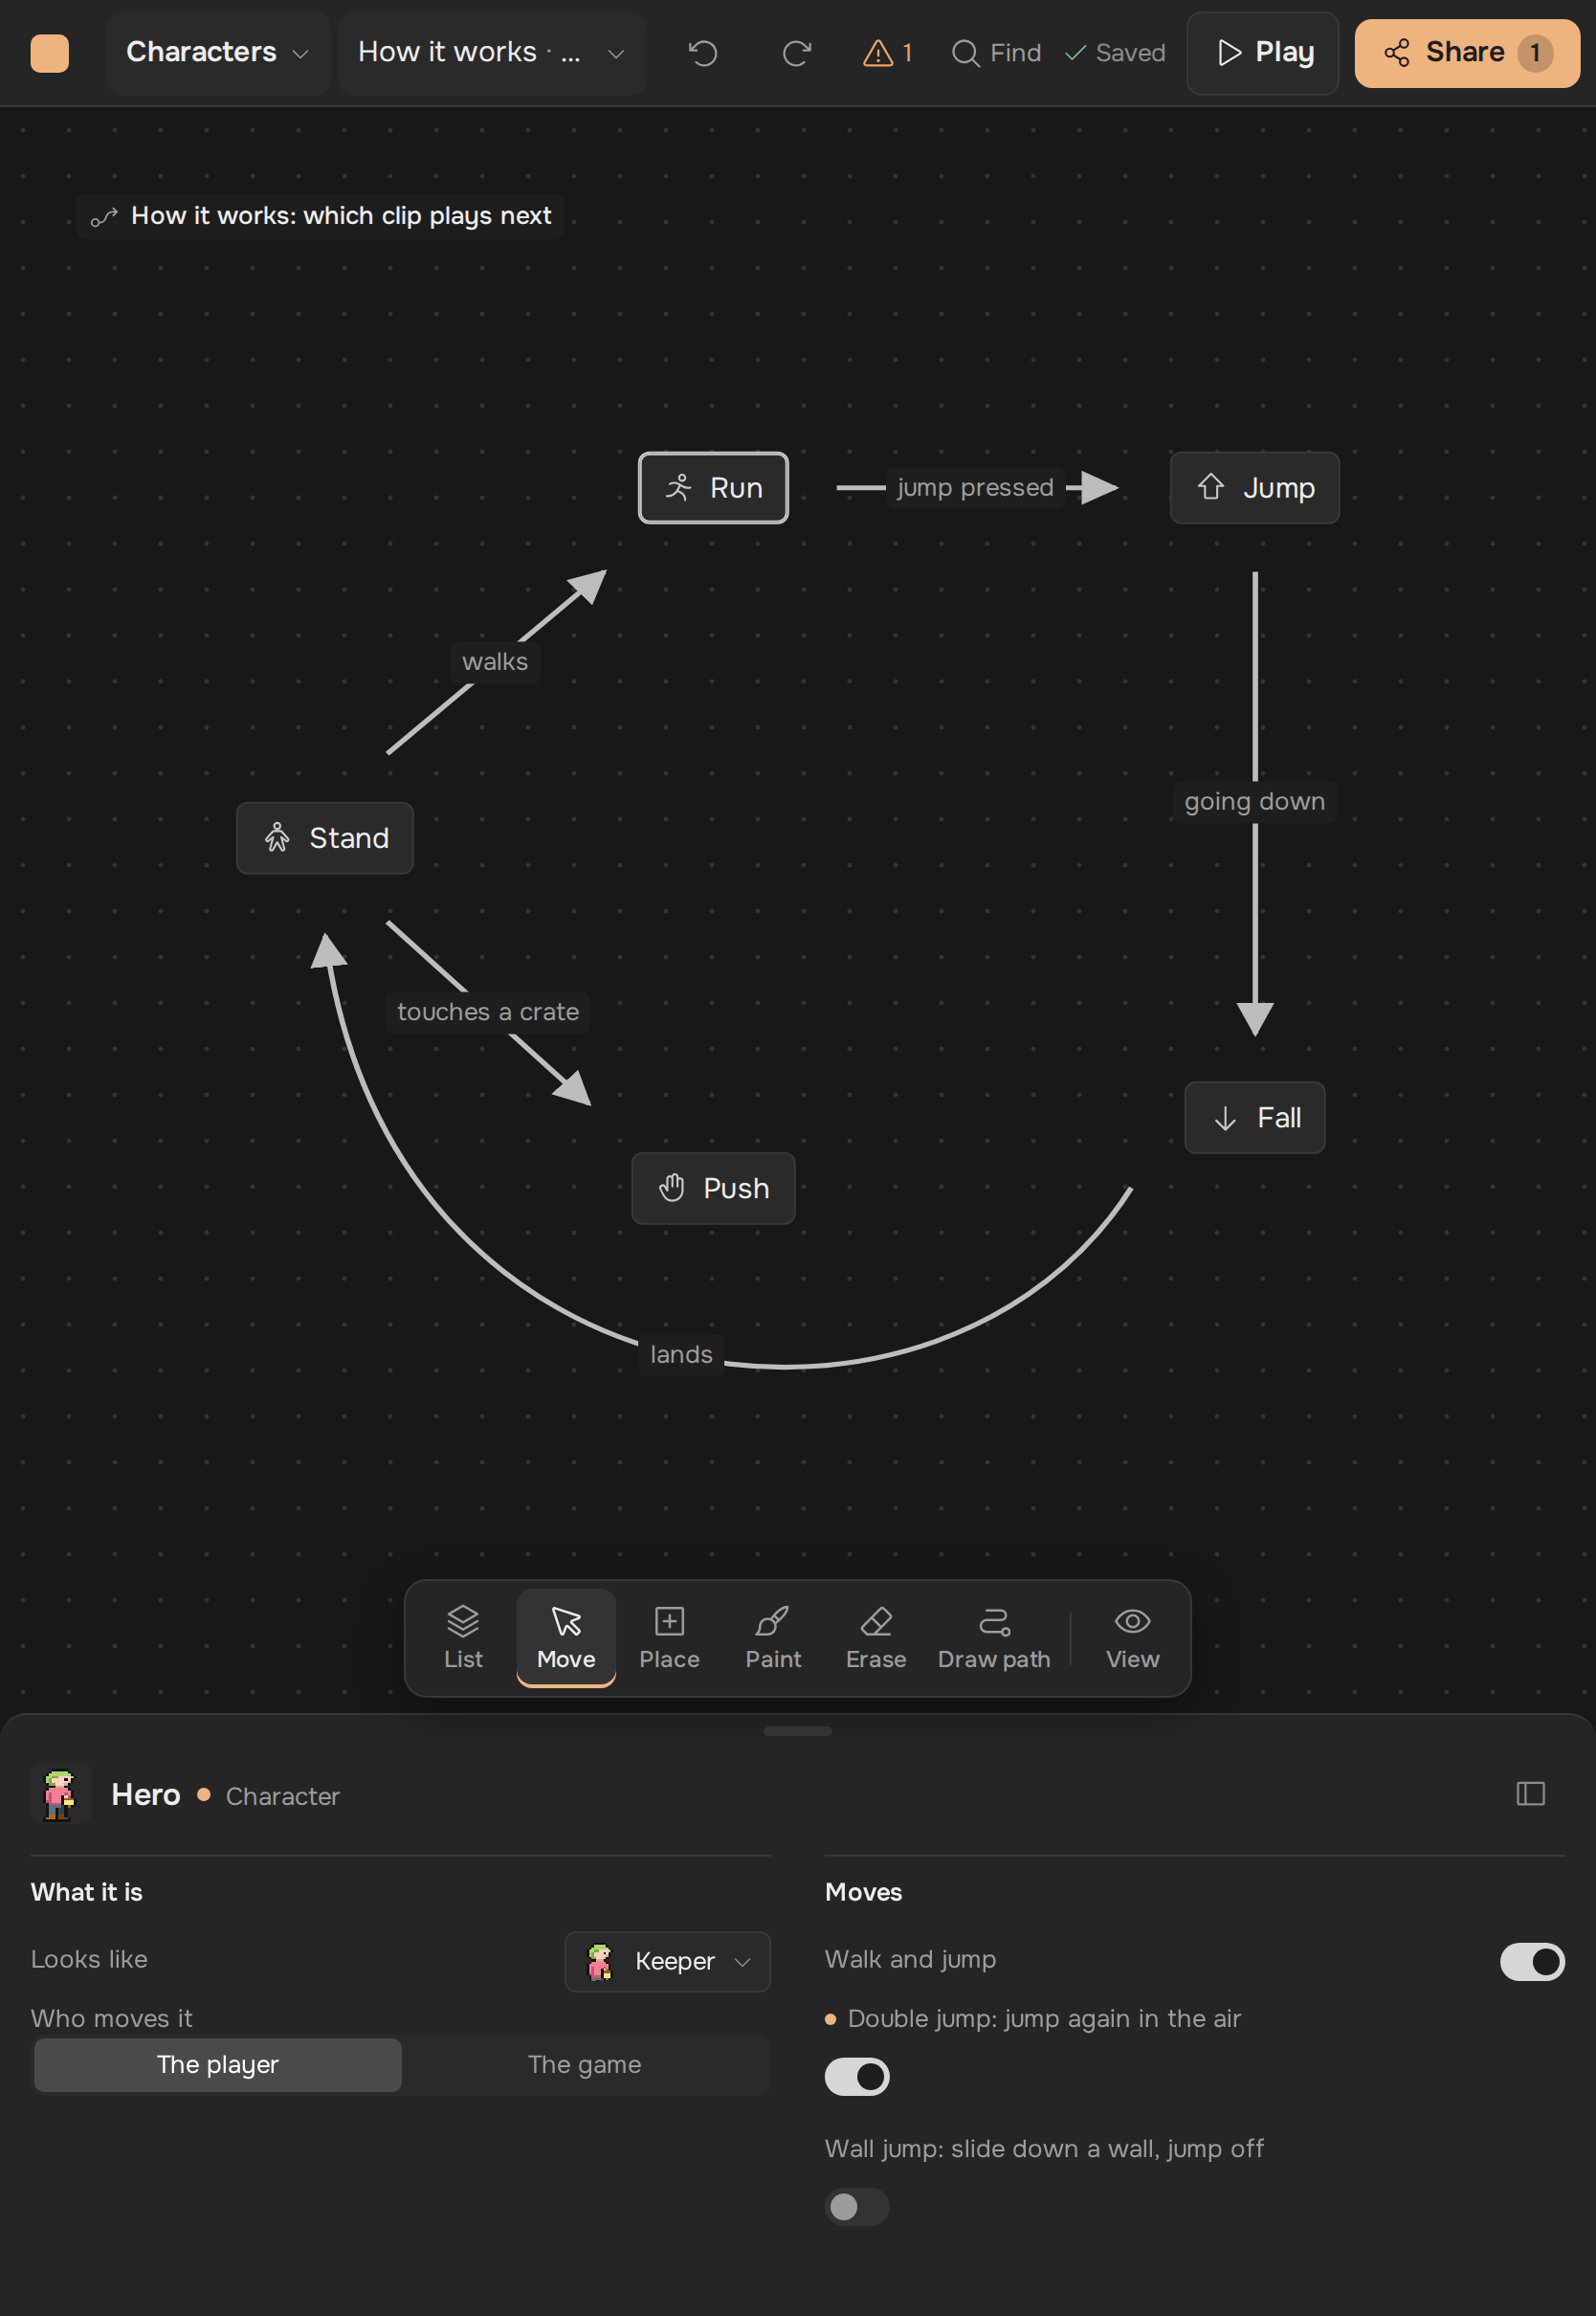 Characters
How it works · ...
1
Find
Saved
Play
Share 1
How it works: which clip plays next
Run
jump pressed
Jump
walks
going down
Stand
touches a crate
Fall
Push
lands
List
Move
Place
Paint
Erase
Draw path
View
Hero
Character
What it is
Looks like
Keeper
Who moves it
The player
The game
Moves
Walk and jump
Double jump: jump again in the air
Wall jump: slide down a wall, jump off